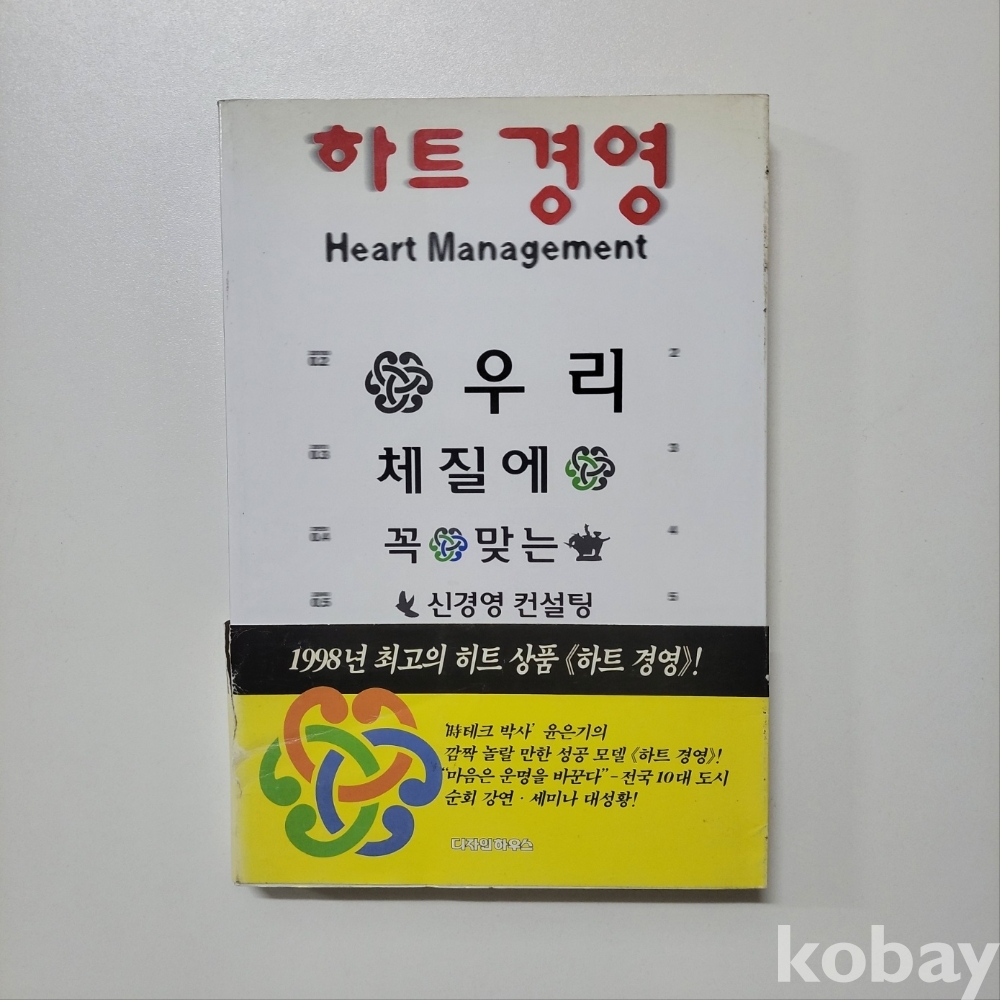 하트 경영
Heart Management
우리
체질에
꼭 맞는
신경영 컨설팅
1998년 최고의 히트 상품 《하트 경영》!
'時테크 박사' 윤은기의
깜짝 놀랄 만한 성공 모델 《하트 경영》!
"마음은 운명을 바꾼다"－전국 10대 도시
순회 강연·세미나 대성황!
디자인하우스
kobay